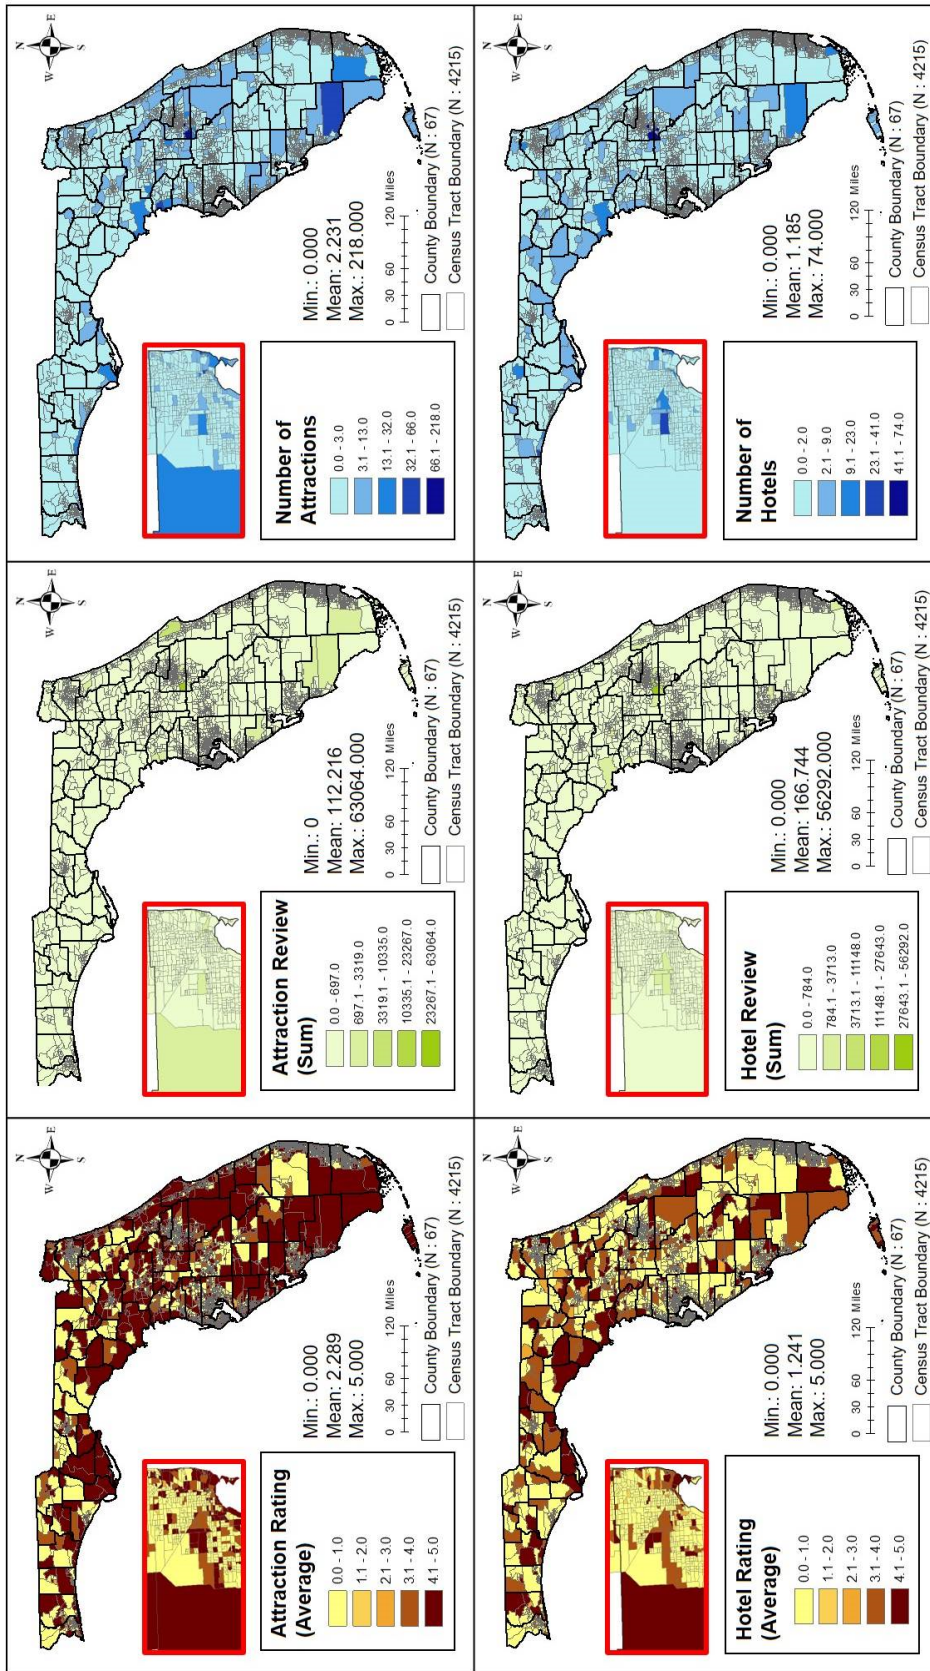 N
W E
S
Attraction Rating
(Average)
0.0 - 1.0
1.1 - 2.0
2.1 - 3.0
3.1 - 4.0
4.1 - 5.0
Min.: 0.000
Mean: 2.289
Max.: 5.000
0 30 60 120 Miles
County Boundary (N : 67)
Census Tract Boundary (N : 4215)
N
W E
S
Attraction Review
(Sum)
0.0 - 697.0
697.1 - 3319.0
3319.1 - 10335.0
10335.1 - 23267.0
23267.1 - 63064.0
Min.: 0
Mean: 112.216
Max.: 63064.000
0 30 60 120 Miles
County Boundary (N : 67)
Census Tract Boundary (N : 4215)
N
W E
S
Number of
Attractions
0.0 - 3.0
3.1 - 13.0
13.1 - 32.0
32.1 - 66.0
66.1 - 218.0
Min.: 0.000
Mean: 2.231
Max.: 218.000
0 30 60 120 Miles
County Boundary (N : 67)
Census Tract Boundary (N : 4215)
N
W E
S
Hotel Rating
(Average)
0.0 - 1.0
1.1 - 2.0
2.1 - 3.0
3.1 - 4.0
4.1 - 5.0
Min.: 0.000
Mean: 1.241
Max.: 5.000
0 30 60 120 Miles
County Boundary (N : 67)
Census Tract Boundary (N : 4215)
N
W E
S
Hotel Review
(Sum)
0.0 - 784.0
784.1 - 3713.0
3713.1 - 11148.0
11148.1 - 27643.0
27643.1 - 56292.0
Min.: 0.000
Mean: 166.744
Max.: 56292.000
0 30 60 120 Miles
County Boundary (N : 67)
Census Tract Boundary (N : 4215)
N
W E
S
Number of
Hotels
0.0 - 2.0
2.1 - 9.0
9.1 - 23.0
23.1 - 41.0
41.1 - 74.0
Min.: 0.000
Mean: 1.185
Max.: 74.000
0 30 60 120 Miles
County Boundary (N : 67)
Census Tract Boundary (N : 4215)